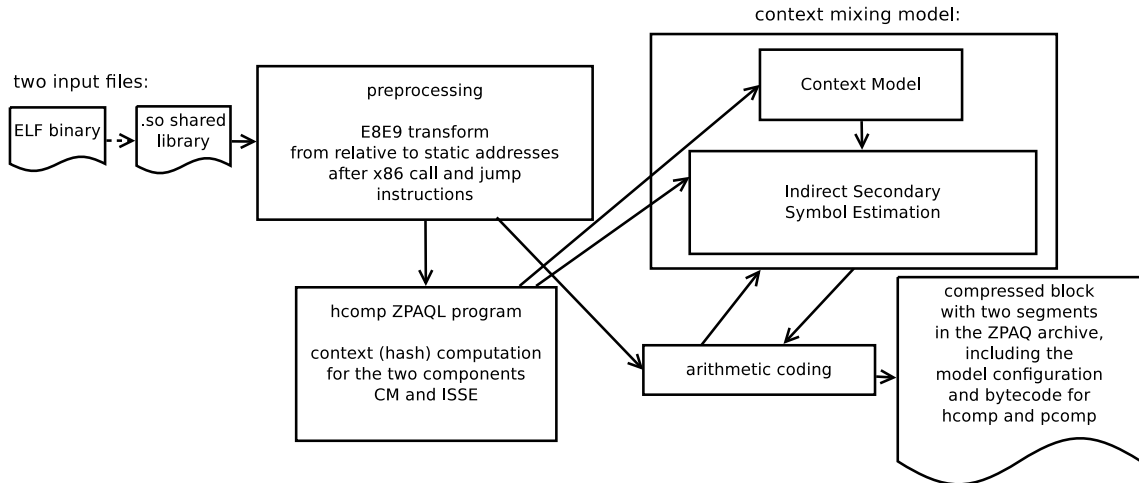 two input files:
ELF binary
.so shared
library
preprocessing
E8E9 transform
from relative to static addresses
after x86 call and jump
instructions
hcomp ZPAQL program
context (hash) computation
for the two components
CM and ISSE
context mixing model:
Context Model
Indirect Secondary
Symbol Estimation
arithmetic coding
compressed block
with two segments
in the ZPAQ archive,
including the
model configuration
and bytecode for
hcomp and pcomp